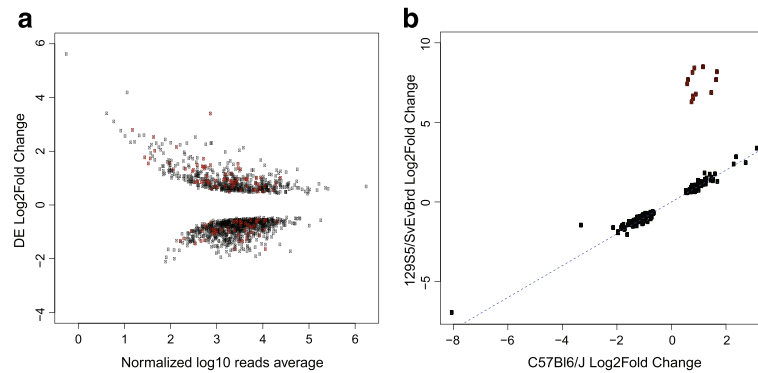 a
b
6
4
2
0
−2
−4
DE Log2Fold Change
0 1 2 3 4 5 6
Normalized log10 reads average
10
5
0
−5
129S5/SvEvBrd Log2Fold Change
−8 −6 −4 −2 0 2
C57Bl6/J Log2Fold Change